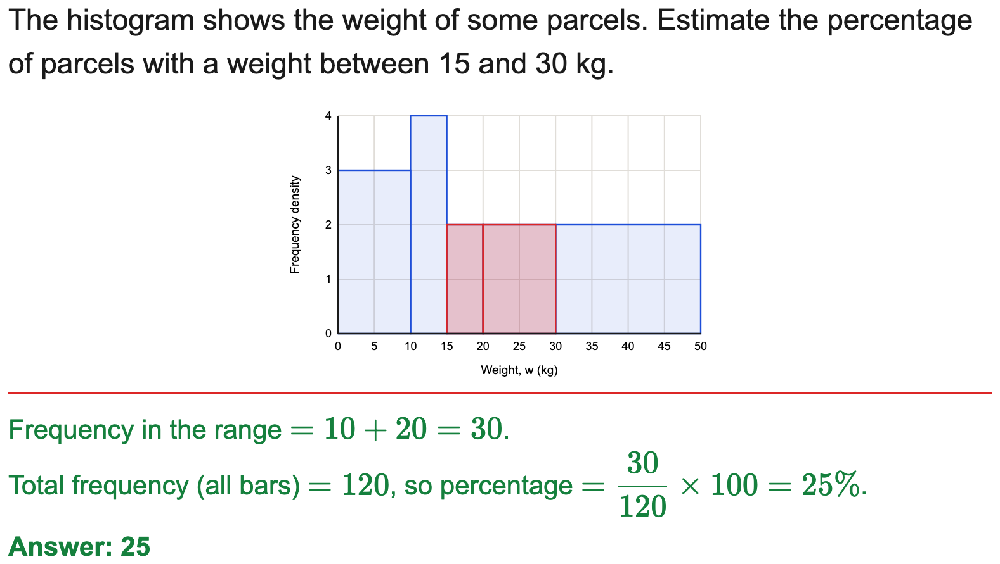 The histogram shows the weight of some parcels. Estimate the percentage
of parcels with a weight between 15 and 30 kg.
4
3
2
1
0
Frequency density
0 5 10 15 20 25 30 35 40 45 50
Weight, w (kg)
Frequency in the range = 10 + 20 = 30.
Total frequency (all bars) = 120, so percentage = 30/120 × 100 = 25%.
Answer: 25